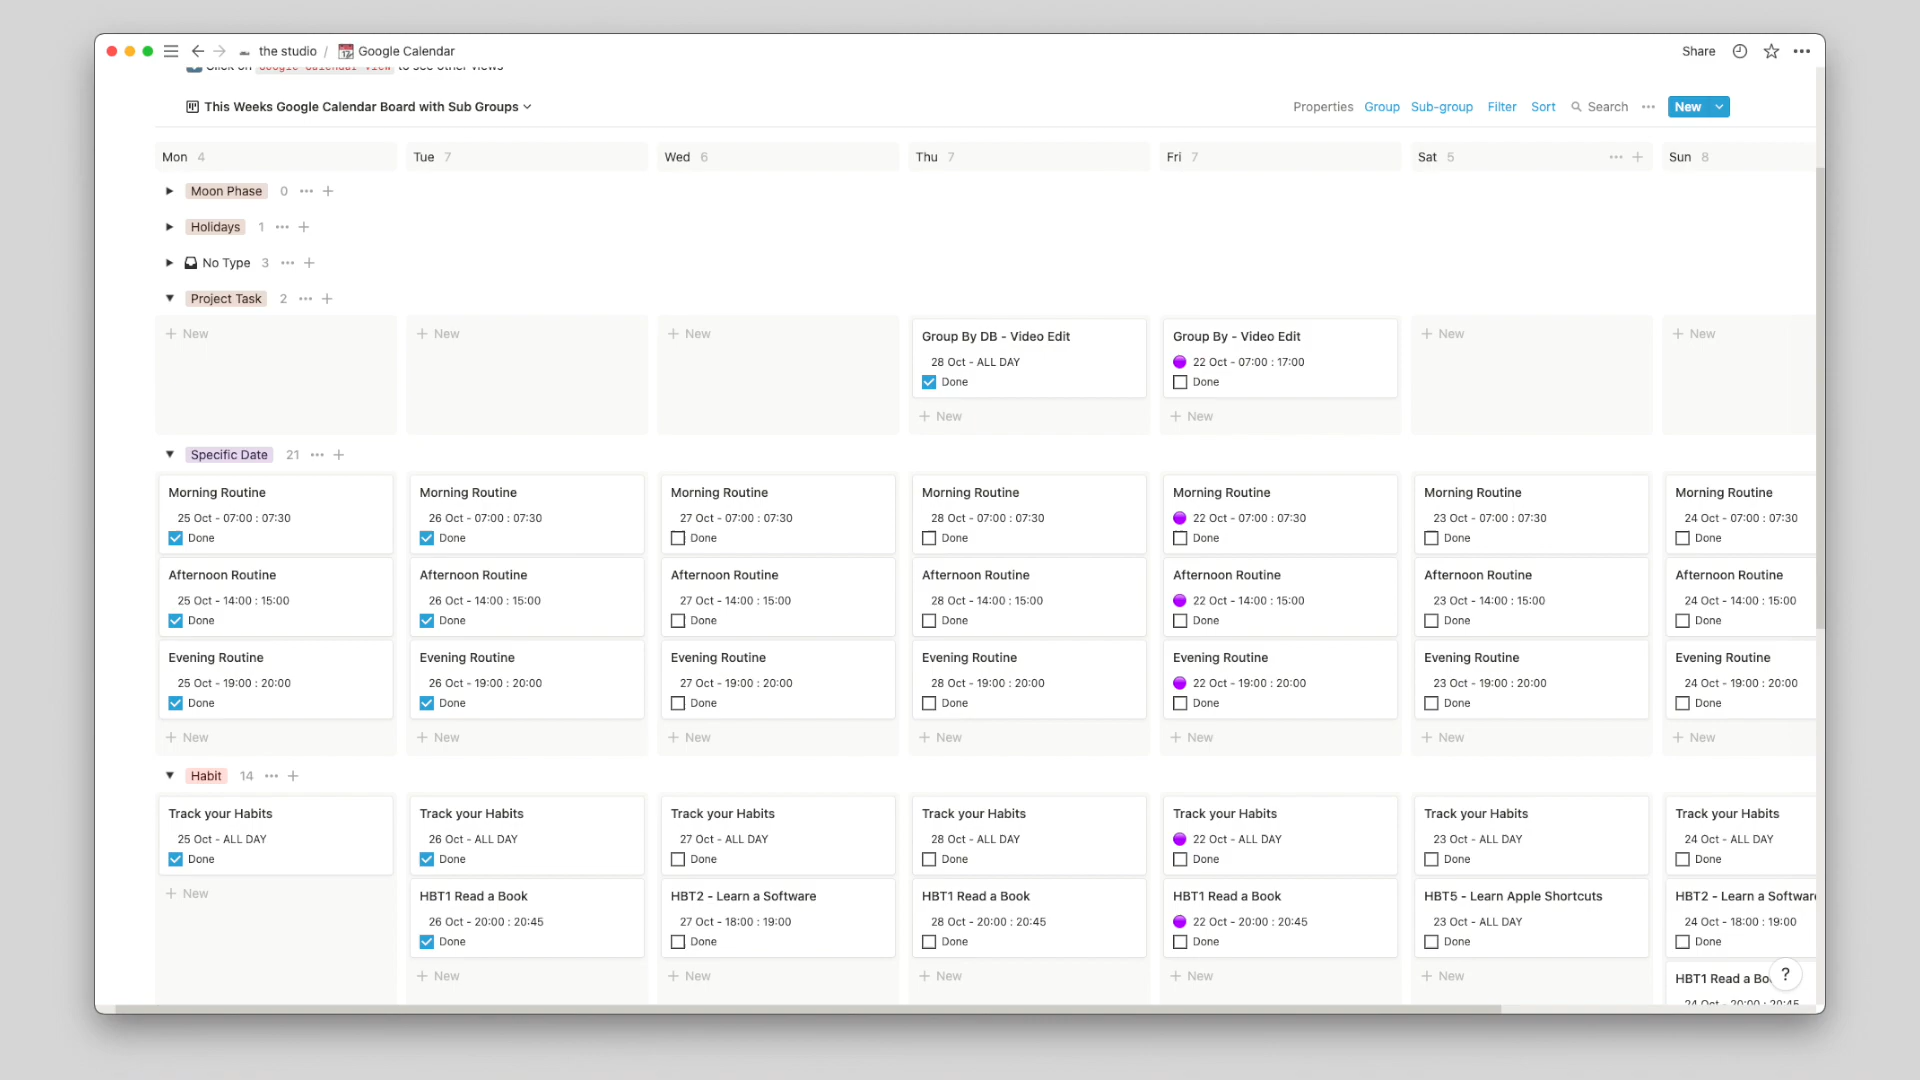 the studio / Google Calendar
Share
Click on Google Calendar View to see other views
This Weeks Google Calendar Board with Sub Groups
Properties Group Sub-group Filter Sort Search New
Mon 4 Tue 7 Wed 6 Thu 7 Fri 7 Sat 5 Sun 8
Moon Phase 0
Holidays 1
No Type 3
Project Task 2
New New New Group By DB - Video Edit Group By - Video Edit New New
28 Oct - ALL DAY 22 Oct - 07:00 : 17:00
Done Done
New New
Specific Date 21
Morning Routine Morning Routine Morning Routine Morning Routine Morning Routine Morning Routine Morning Routine
25 Oct - 07:00 : 07:30 26 Oct - 07:00 : 07:30 27 Oct - 07:00 : 07:30 28 Oct - 07:00 : 07:30 22 Oct - 07:00 : 07:30 23 Oct - 07:00 : 07:30 24 Oct - 07:00 : 07:30
Done Done Done Done Done Done Done
Afternoon Routine Afternoon Routine Afternoon Routine Afternoon Routine Afternoon Routine Afternoon Routine Afternoon Routine
25 Oct - 14:00 : 15:00 26 Oct - 14:00 : 15:00 27 Oct - 14:00 : 15:00 28 Oct - 14:00 : 15:00 22 Oct - 14:00 : 15:00 23 Oct - 14:00 : 15:00 24 Oct - 14:00 : 15:00
Done Done Done Done Done Done Done
Evening Routine Evening Routine Evening Routine Evening Routine Evening Routine Evening Routine Evening Routine
25 Oct - 19:00 : 20:00 26 Oct - 19:00 : 20:00 27 Oct - 19:00 : 20:00 28 Oct - 19:00 : 20:00 22 Oct - 19:00 : 20:00 23 Oct - 19:00 : 20:00 24 Oct - 19:00 : 20:00
Done Done Done Done Done Done Done
New New New New New New New
Habit 14
Track your Habits Track your Habits Track your Habits Track your Habits Track your Habits Track your Habits Track your Habits
25 Oct - ALL DAY 26 Oct - ALL DAY 27 Oct - ALL DAY 28 Oct - ALL DAY 22 Oct - ALL DAY 23 Oct - ALL DAY 24 Oct - ALL DAY
Done Done Done Done Done Done Done
New HBT1 Read a Book HBT2 - Learn a Software HBT1 Read a Book HBT1 Read a Book HBT5 - Learn Apple Shortcuts HBT2 - Learn a Software
26 Oct - 20:00 : 20:45 27 Oct - 18:00 : 19:00 28 Oct - 20:00 : 20:45 22 Oct - 20:00 : 20:45 23 Oct - ALL DAY 24 Oct - 18:00 : 19:00
Done Done Done Done Done Done
New New New New New HBT1 Read a Bo
?
24 Oct - 20:00 : 20:45